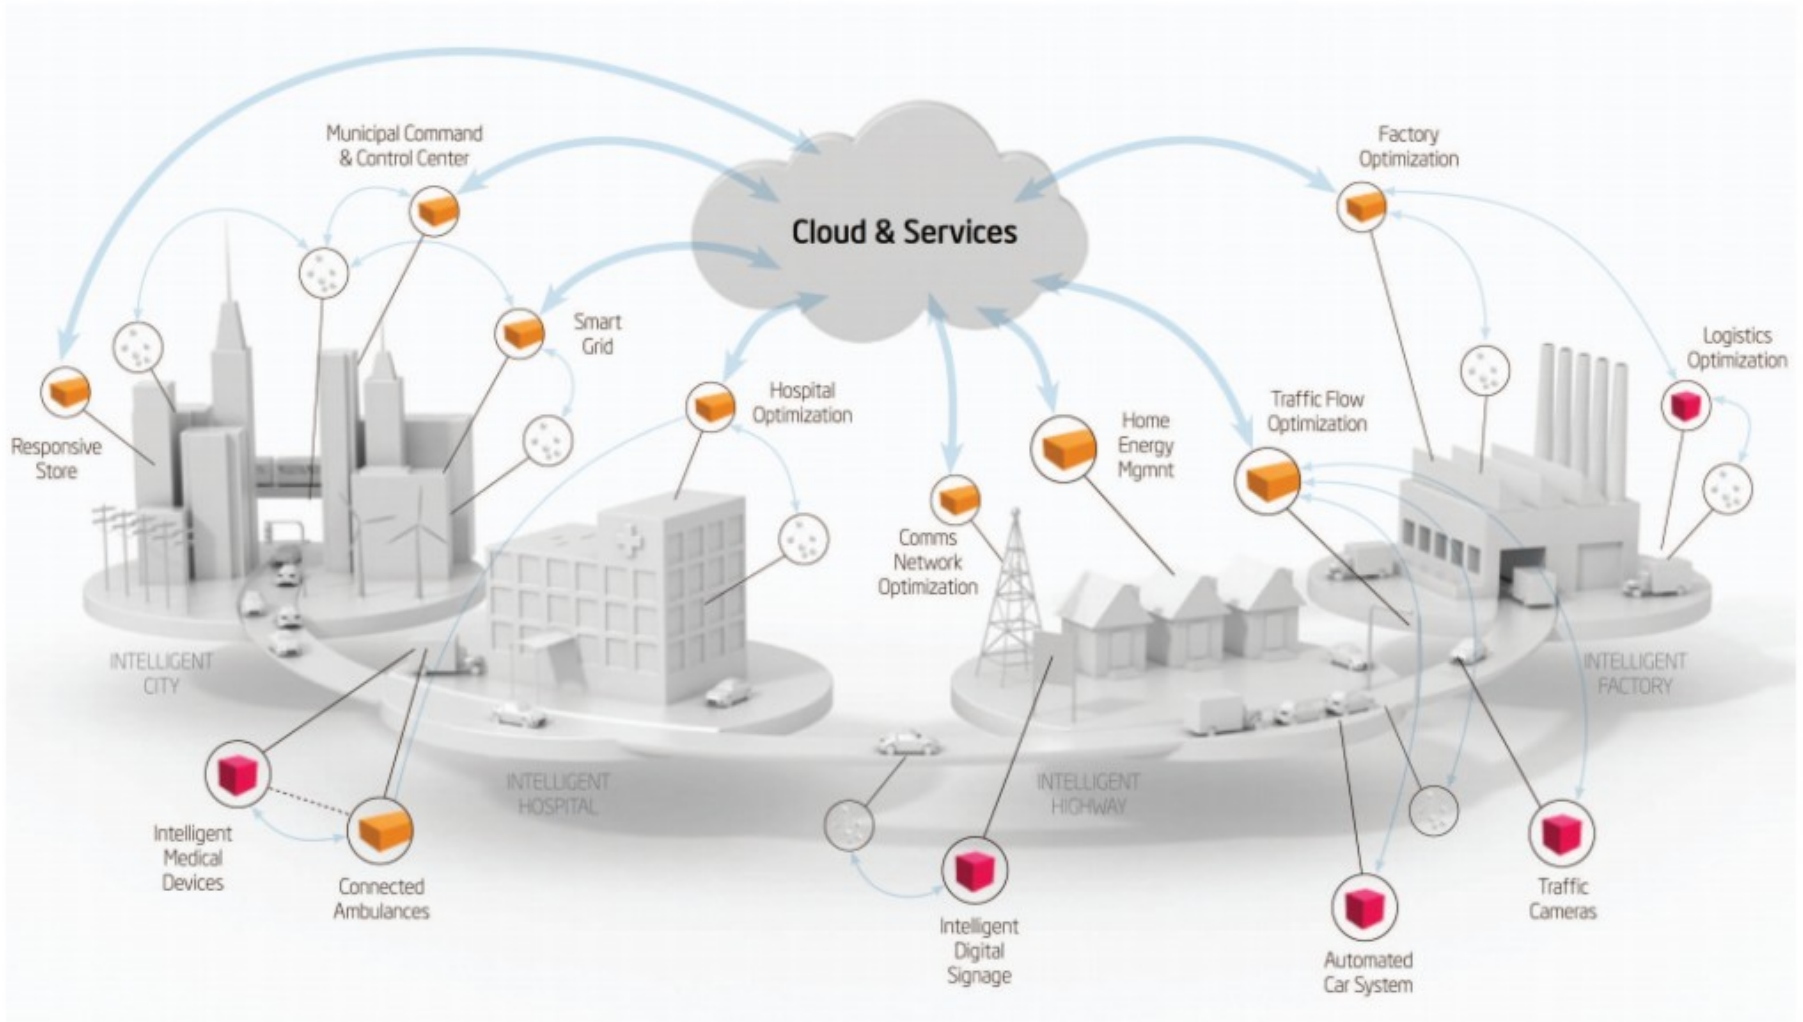 Municipal Command
& Control Center
Factory
Optimization
Cloud & Services
Smart
Grid
Logistics
Optimization
Hospital
Optimization
Traffic Flow
Optimization
Home
Energy
Mgmnt
Responsive
Store
Comms
Network
Optimization
INTELLIGENT
CITY
INTELLIGENT
FACTORY
INTELLIGENT
HOSPITAL
INTELLIGENT
HIGHWAY
Intelligent
Medical
Devices
Connected
Ambulances
Intelligent
Digital
Signage
Traffic
Cameras
Automated
Car System